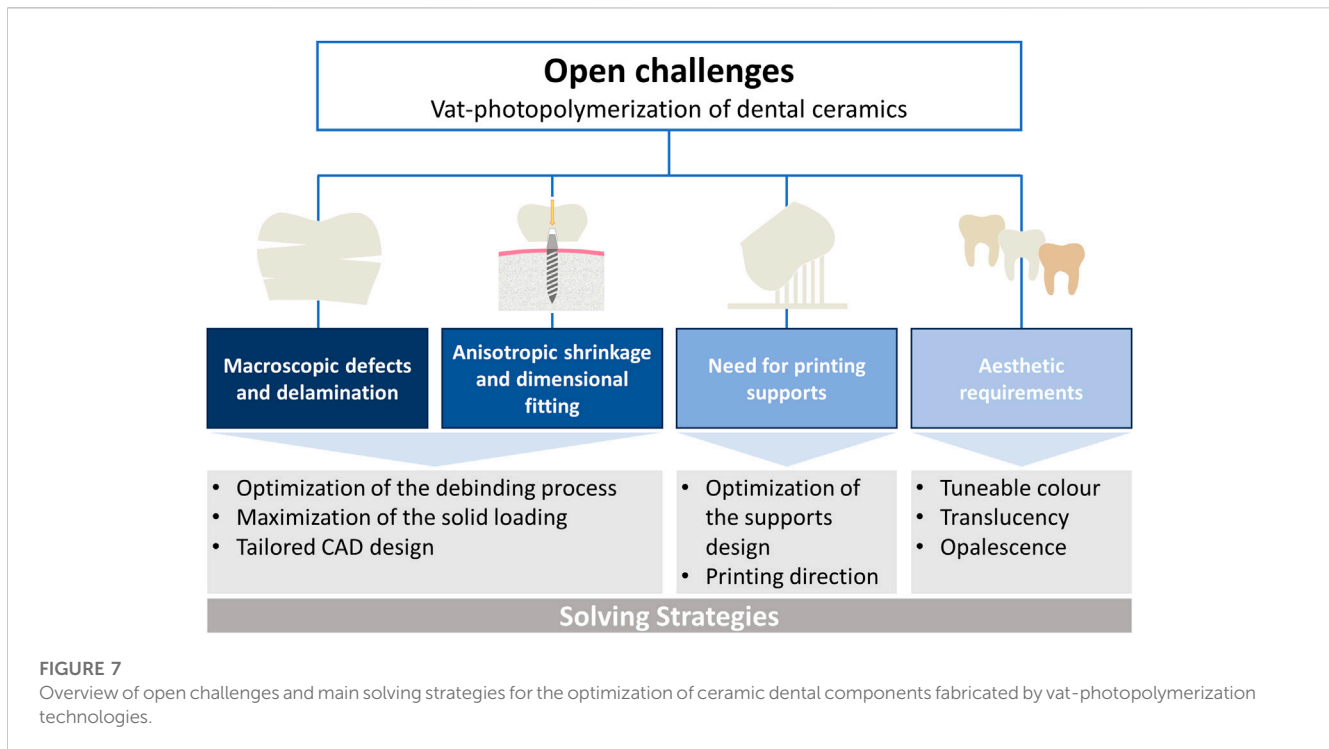 Open challenges
Vat-photopolymerization of dental ceramics
Macroscopic defects
and delamination
Anisotropic shrinkage
and dimensional
fitting
Need for printing
supports
Aesthetic
requirements
• Optimization of the debinding process
• Maximization of the solid loading
• Tailored CAD design
• Optimization of
the supports
design
• Printing direction
• Tuneable colour
• Translucency
• Opalescence
Solving Strategies
FIGURE 7
Overview of open challenges and main solving strategies for the optimization of ceramic dental components fabricated by vat-photopolymerization
technologies.